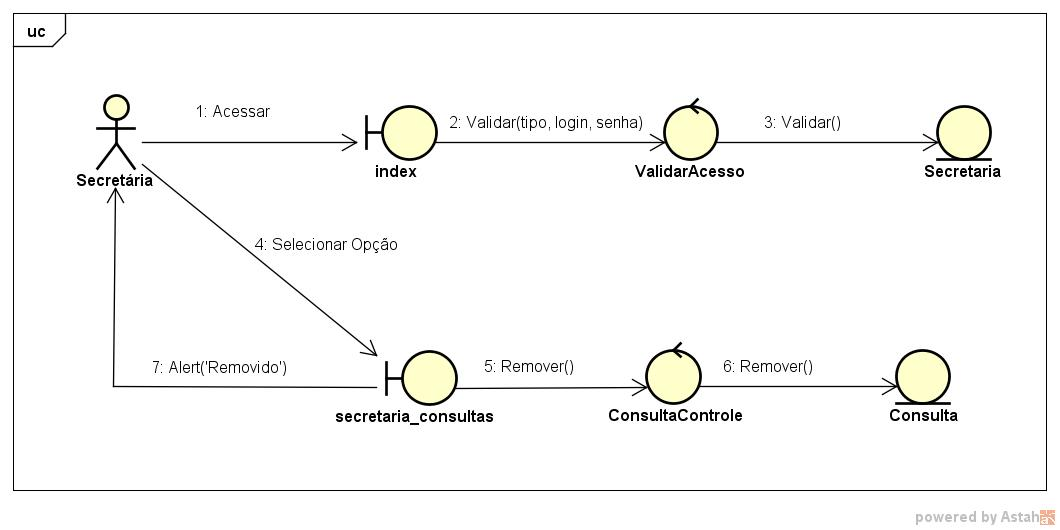 uc
1: Acessar
2: Validar(tipo, login, senha)
3: Validar()
Secretária
index
ValidarAcesso
Secretaria
4: Selecionar Opção
7: Alert('Removido')
5: Remover()
6: Remover()
secretaria_consultas
ConsultaControle
Consulta
powered by Astah